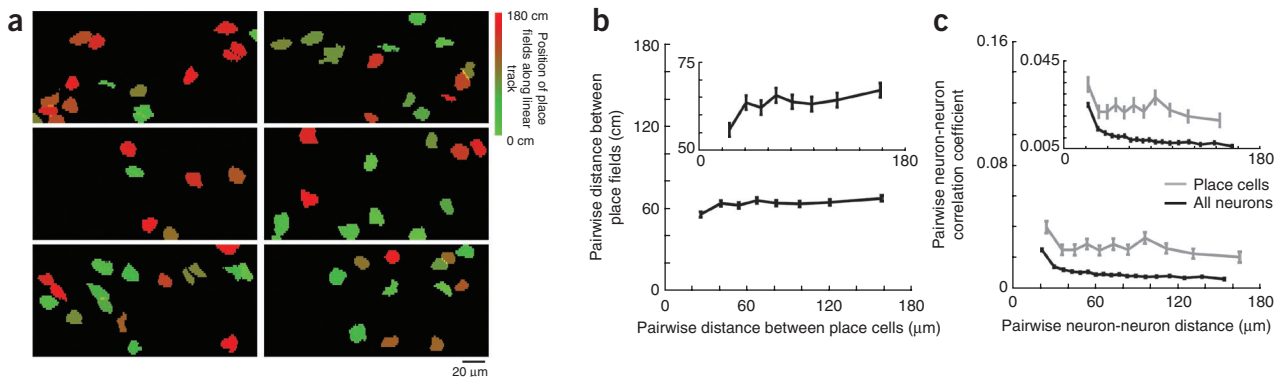 a
180 cm
Position of place
fields along linear
track
0 cm
20 μm
b
180
150
120
90
60
30
0
Pairwise distance between
place fields (cm)
75
50
0
180
0
60
120
180
Pairwise distance between place cells (μm)
c
0.16
0.08
0
Pairwise neuron-neuron
correlation coefficient
0.045
0.005
0
180
Place cells
All neurons
0
60
120
180
Pairwise neuron-neuron distance (μm)